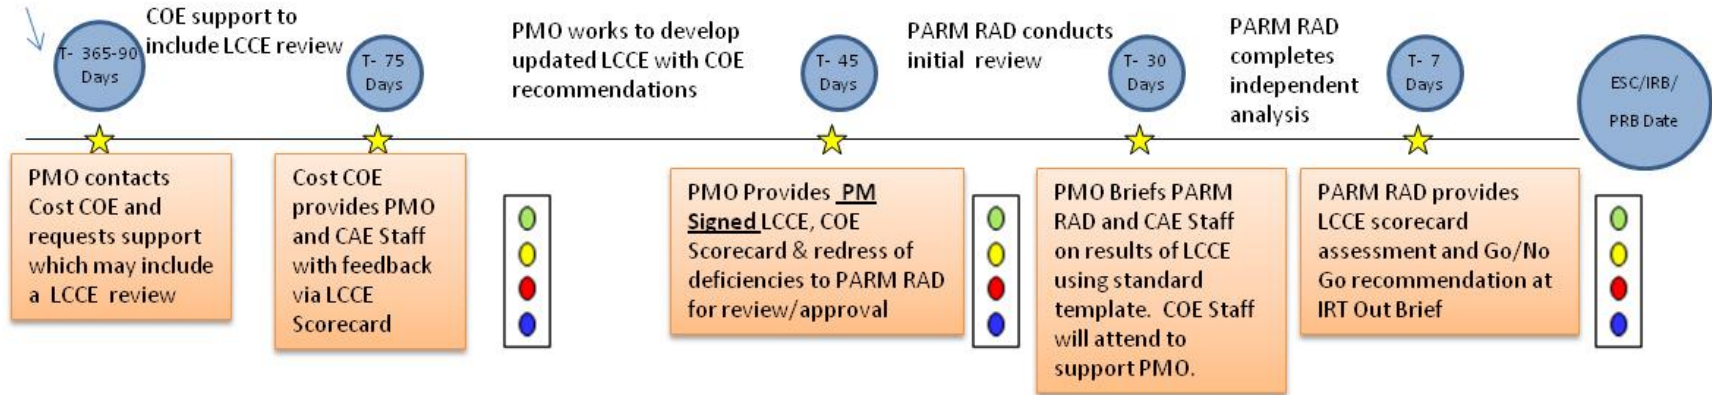 T- 365-90
Days
COE support to
include LCCE review
T- 75
Days
PMO works to develop
updated LCCE with COE
recommendations
T- 45
Days
PARM RAD conducts
initial review
T- 30
Days
PARM RAD
completes
independent
analysis
T- 7
Days
ESC/IRB/
PRB Date
PMO contacts
Cost COE and
requests support
which may include
a LCCE review
Cost COE
provides PMO
and CAE Staff
with feedback
via LCCE
Scorecard
PMO Provides PM
Signed LCCE, COE
Scorecard & redress of
deficiencies to PARM RAD
for review/approval
PMO Briefs PARM
RAD and CAE Staff
on results of LCCE
using standard
template. COE Staff
will attend to
support PMO.
PARM RAD provides
LCCE scorecard
assessment and Go/No
Go recommendation at
IRT Out Brief